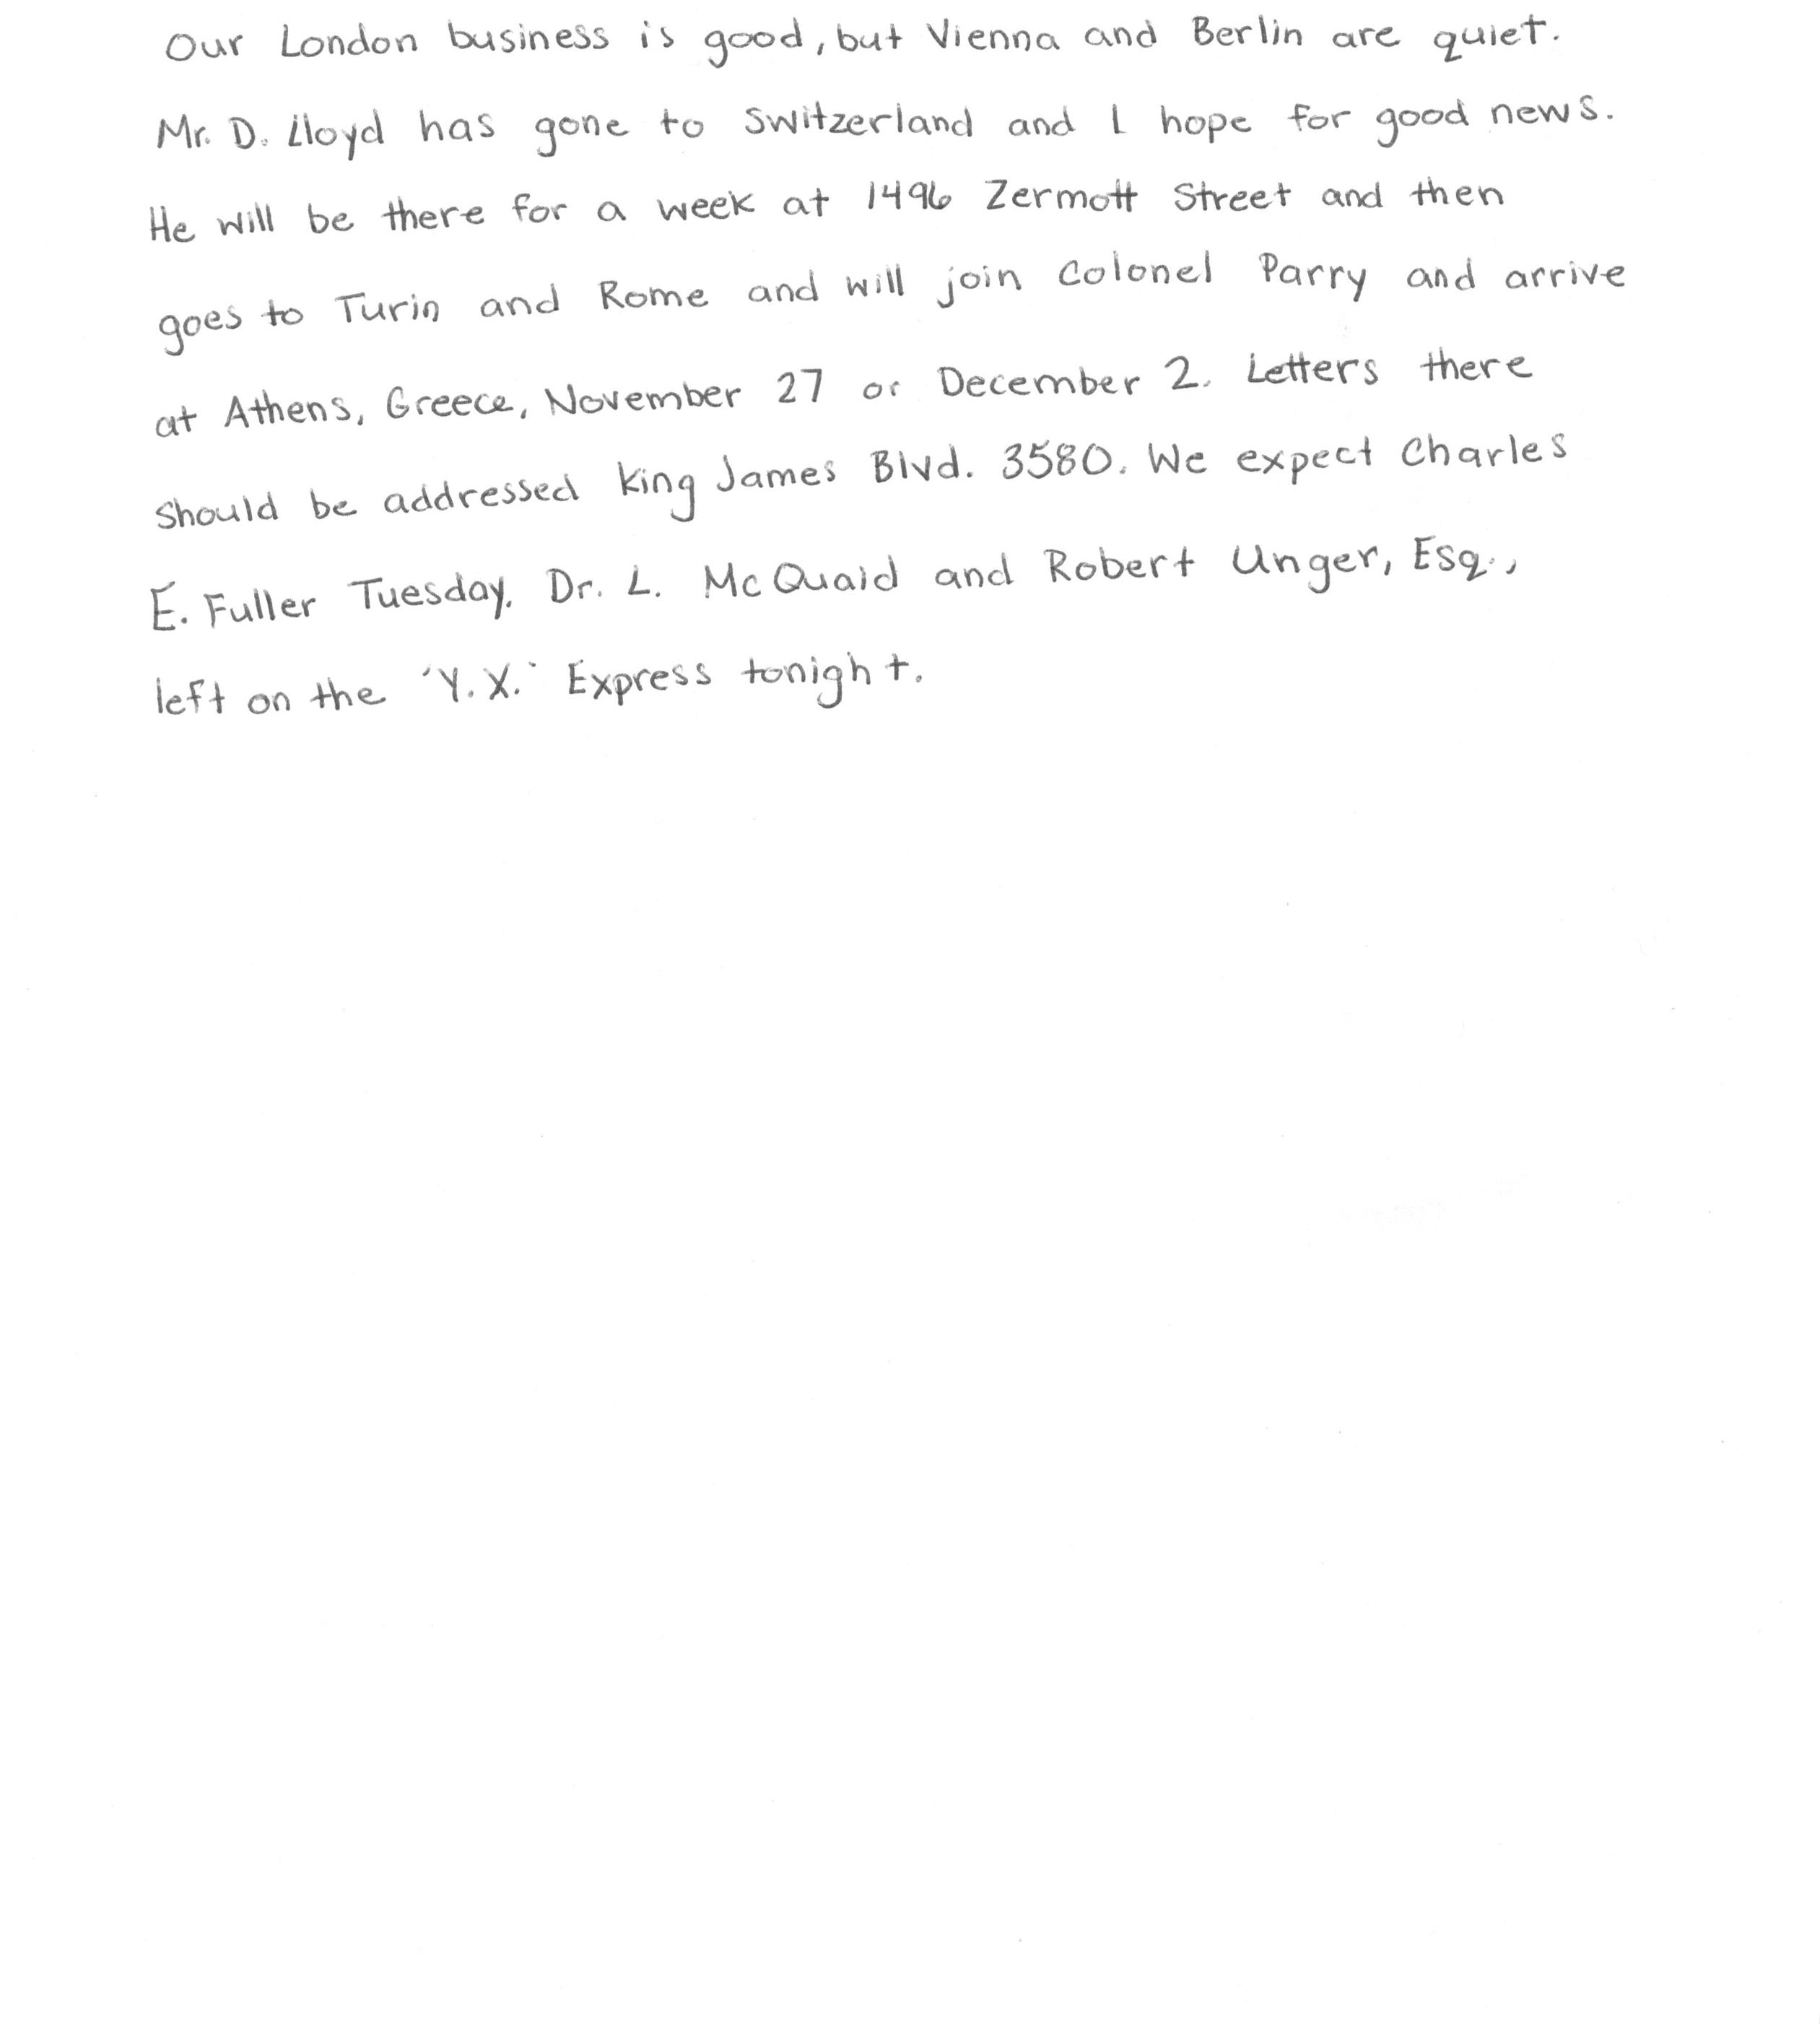 Our London business is good, but Vienna and Berlin are quiet.
Mr. D. Lloyd has gone to Switzerland and I hope for good news.
He will be there for a week at 1496 Zermott Street and then
goes to Turin and Rome and will join Colonel Parry and arrive
at Athens, Greece, November 27 or December 2. Letters there
should be addressed King James Blvd. 3580. We expect Charles
E. Fuller Tuesday. Dr. L. McQuaid and Robert Unger, Esq.,
left on the 'Y.X.' Express tonight.